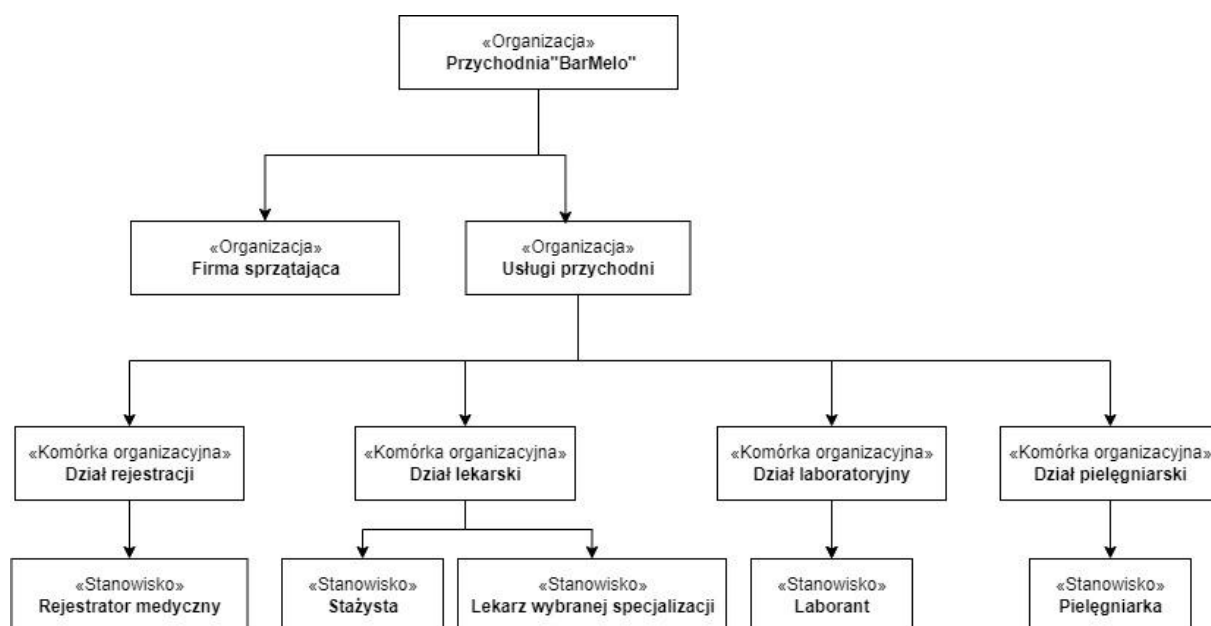 «Organizacja»
Przychodnia"BarMelo"
«Organizacja»
Firma sprzątająca
«Organizacja»
Usługi przychodni
«Komórka organizacyjna»
Dział rejestracji
«Komórka organizacyjna»
Dział lekarski
«Komórka organizacyjna»
Dział laboratoryjny
«Komórka organizacyjna»
Dział pielęgniarski
«Stanowisko»
Rejestrator medyczny
«Stanowisko»
Stażysta
«Stanowisko»
Lekarz wybranej specjalizacji
«Stanowisko»
Laborant
«Stanowisko»
Pielęgniarka